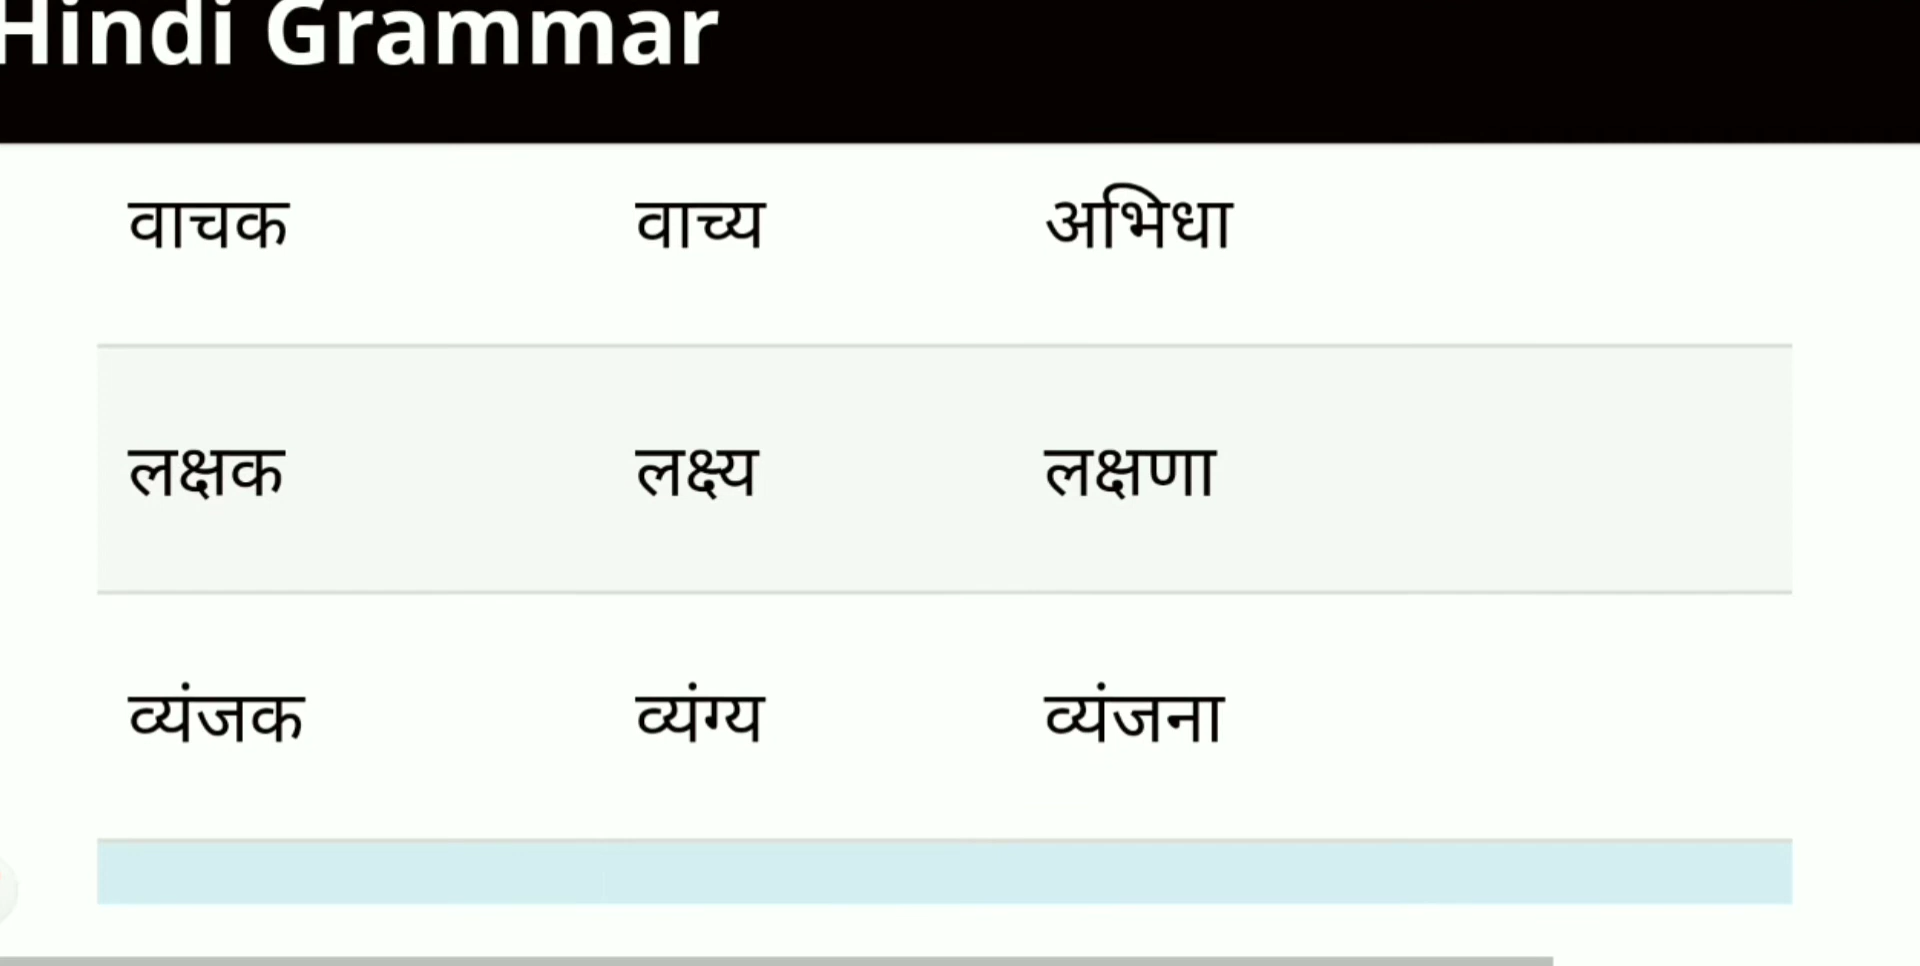 Hindi Grammar
वाचक वाच्य अभिधा
लक्षक लक्ष्य लक्षणा
व्यंजक व्यंग्य व्यंजना